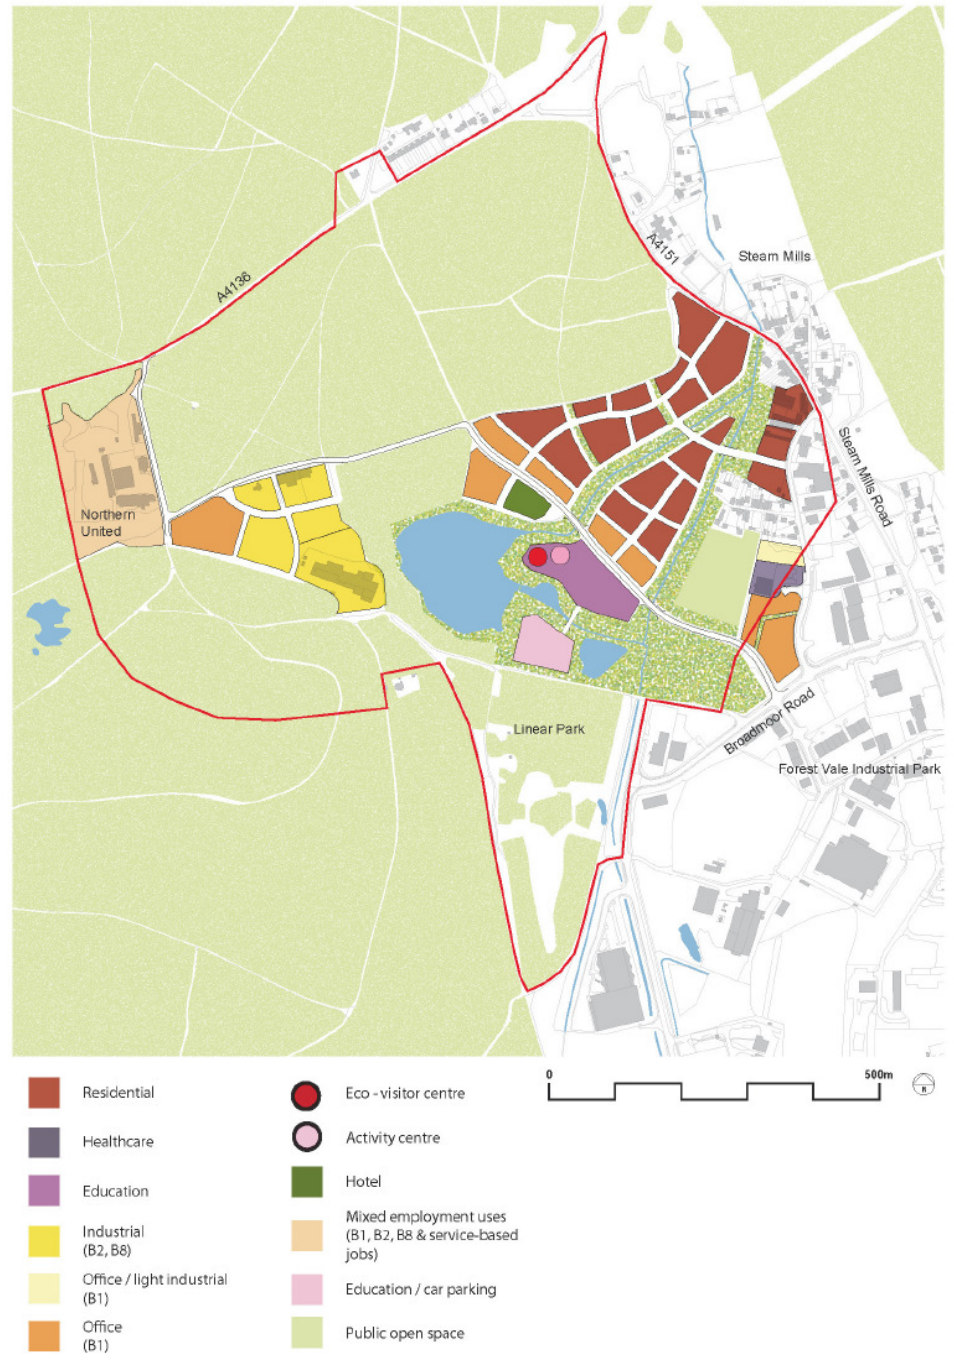 A4136
A4151
Steam Mills
Steam Mills Road
Northern
United
Linear Park
Broadmoor Road
Forest Vale Industrial Park
0
500m
N
Residential
Healthcare
Education
Industrial
(B2, B8)
Office / light industrial
(B1)
Office
(B1)
Eco - visitor centre
Activity centre
Hotel
Mixed employment uses
(B1, B2, B8 & service-based
jobs)
Education / car parking
Public open space